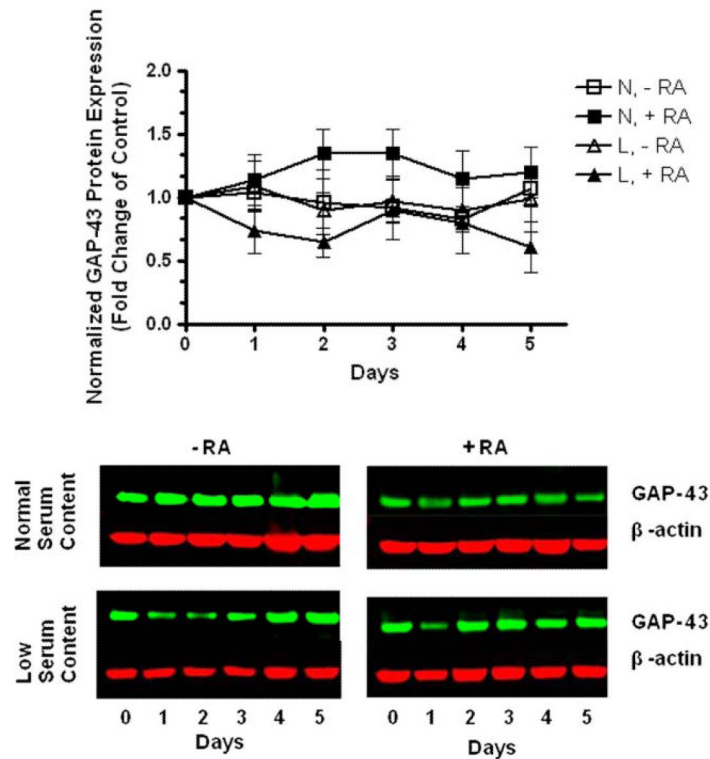 Normalized GAP-43 Protein Expression
(Fold Change of Control)
2.0
1.5
1.0
0.5
0.0
0 1 2 3 4 5
Days
N, - RA
N, + RA
L, - RA
L, + RA
- RA
+ RA
Normal
Serum
Content
GAP-43
β-actin
Low
Serum
Content
GAP-43
β-actin
0 1 2 3 4 5
Days
0 1 2 3 4 5
Days